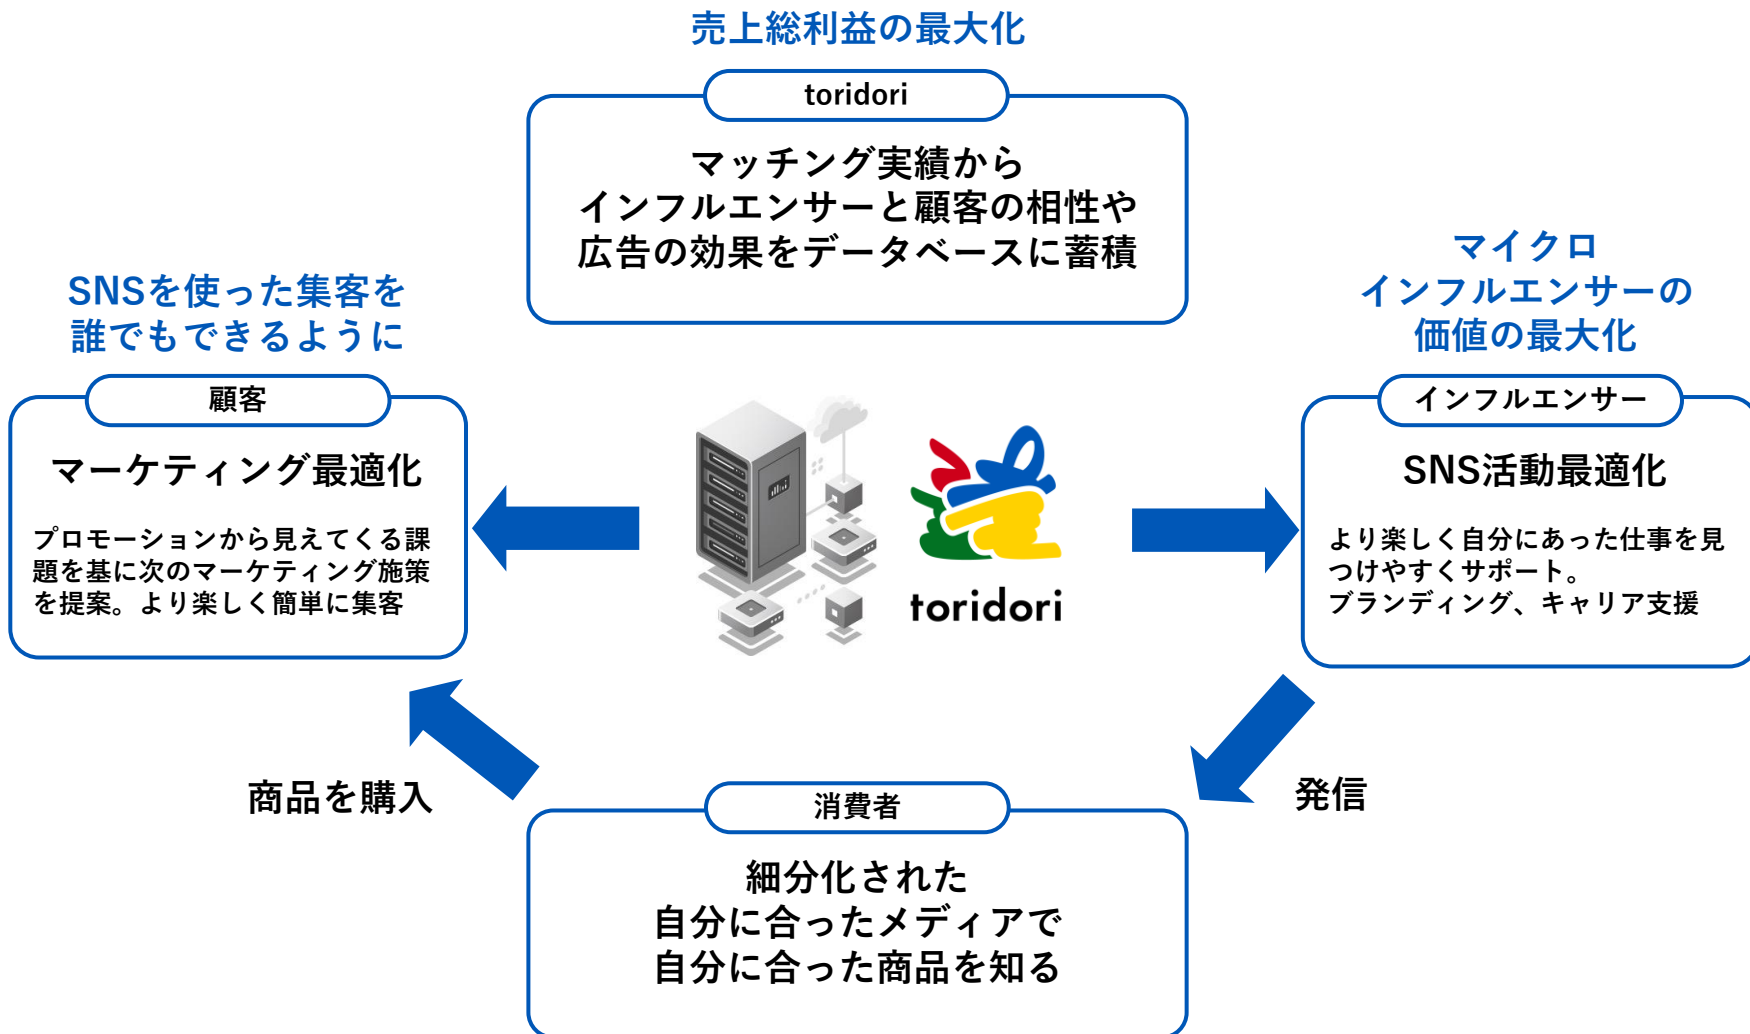 売上総利益の最大化
toridori
マッチング実績から
インフルエンサーと顧客の相性や
広告の効果をデータベースに蓄積
SNSを使った集客を
誰でもできるように
顧客
マーケティング最適化
プロモーションから見えてくる課
題を基に次のマーケティング施策
を提案。より楽しく簡単に集客
toridori
マイクロ
インフルエンサーの
価値の最大化
インフルエンサー
SNS活動最適化
より楽しく自分にあった仕事を見
つけやすくサポート。
ブランディング、キャリア支援
商品を購入
発信
消費者
細分化された
自分に合ったメディアで
自分に合った商品を知る